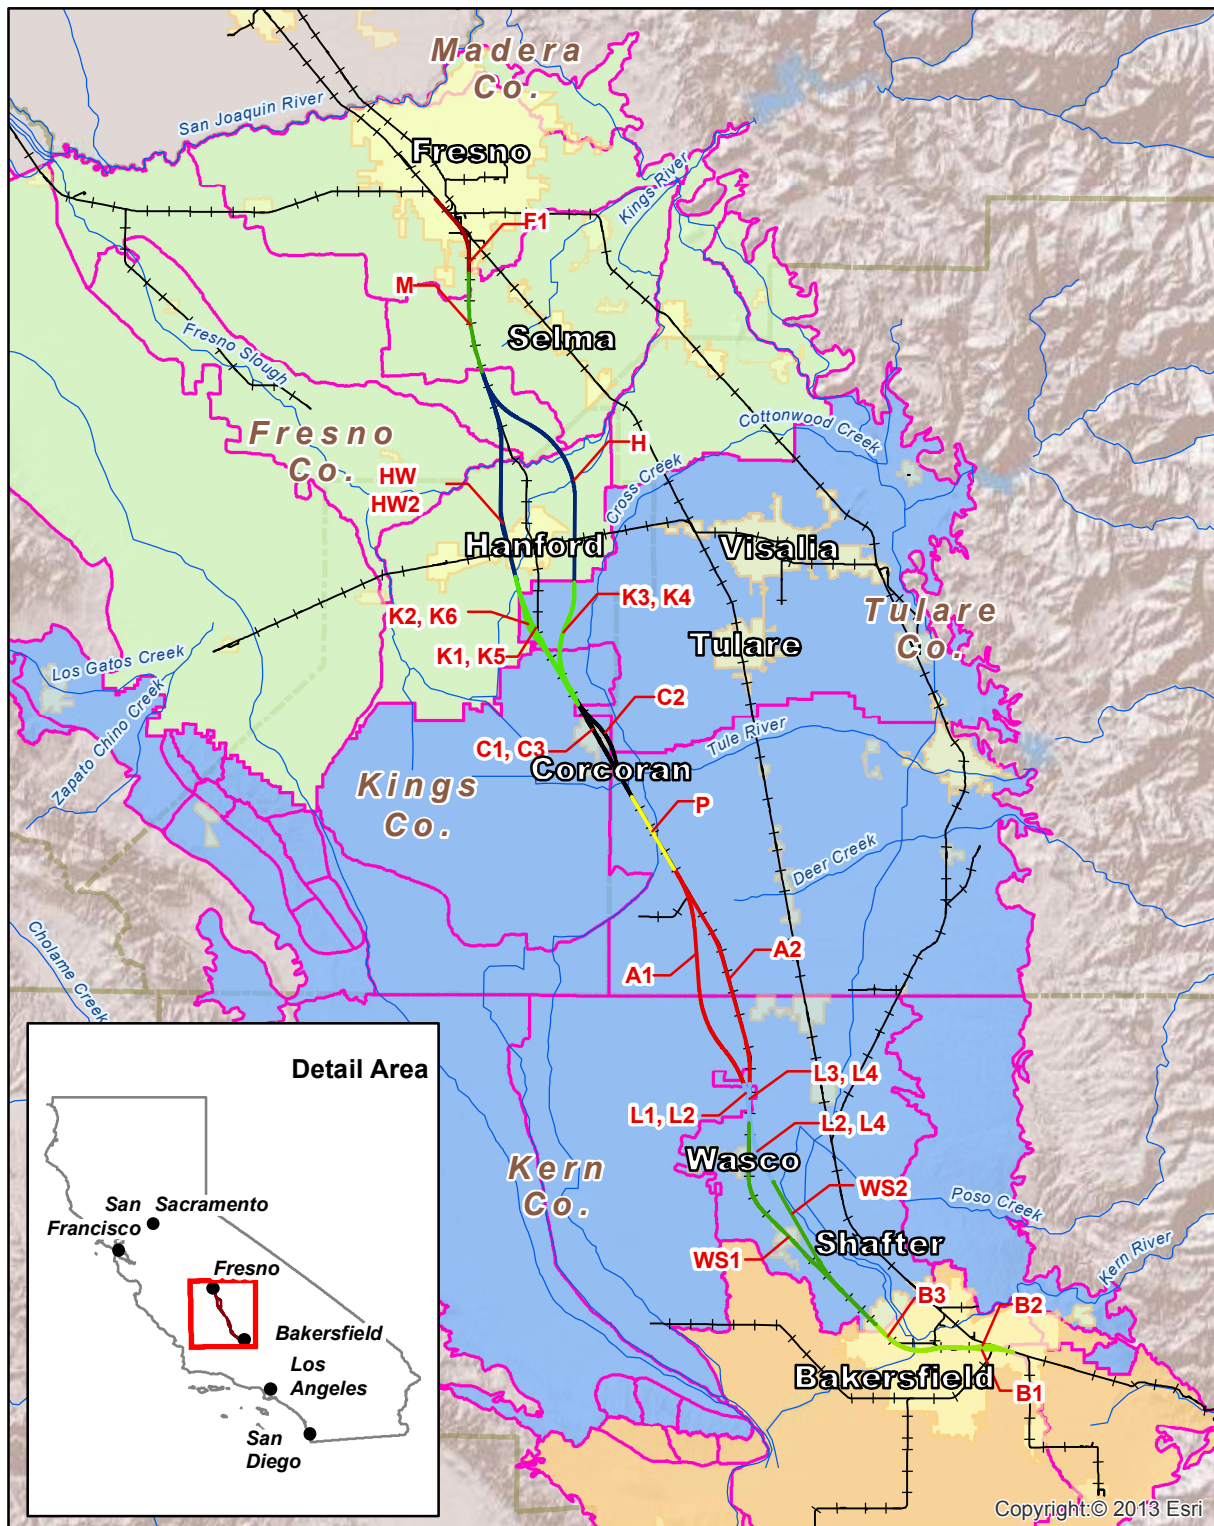 Madera
Co.
San Joaquin River
Fresno
Kings River
F1
M
Selma
Fresno Slough
Fresno
Co.
Cottonwood Creek
H
HW
HW2
Cross Creek
Hanford
Visalia
K3, K4
K2, K6
Tulare
Co.
K1, K5
Tulare
Los Gatos Creek
Zapato Chino Creek
C2
C1, C3
Tule River
Corcoran
Kings
Co.
P
Deer Creek
Cholame Creek
A2
A1
L3, L4
L1, L2
L2, L4
Wasco
Kern
Co.
WS2
Poso Creek
Shafter
WS1
Kern River
B3
B2
Bakersfield
B1
Detail Area
San
Francisco
Sacramento
Fresno
Bakersfield
Los
Angeles
San
Diego
Copyright:© 2013 Esri